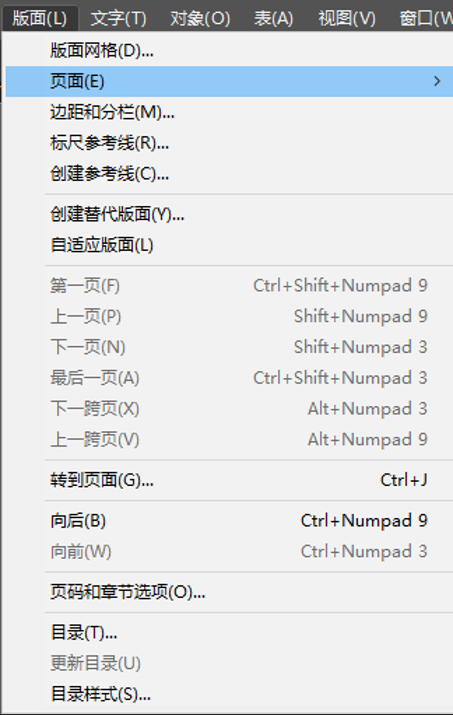 版面(L) 文字(T) 对象(O) 表(A) 视图(V) 窗口(W
版面网格(D)...
页面(E)
边距和分栏(M)...
标尺参考线(R)...
创建参考线(C)...
创建替代版面(Y)...
自适应版面(L)
第一页(F) Ctrl+Shift+Numpad 9
上一页(P) Shift+Numpad 9
下一页(N) Shift+Numpad 3
最后一页(A) Ctrl+Shift+Numpad 3
下一跨页(X) Alt+Numpad 3
上一跨页(V) Alt+Numpad 9
转到页面(G)... Ctrl+J
向后(B) Ctrl+Numpad 9
向前(W) Ctrl+Numpad 3
页码和章节选项(O)...
目录(T)...
更新目录(U)
目录样式(S)...